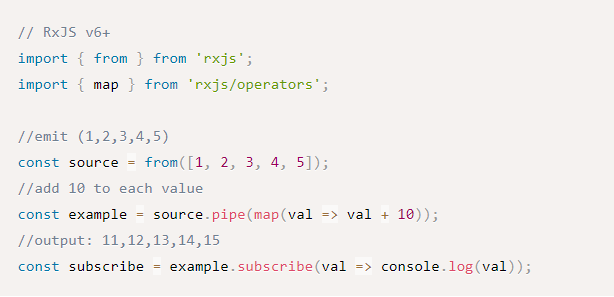 // RxJS v6+
import { from } from 'rxjs';
import { map } from 'rxjs/operators';
//emit (1,2,3,4,5)
const source = from([1, 2, 3, 4, 5]);
//add 10 to each value
const example = source.pipe(map(val => val + 10));
//output: 11,12,13,14,15
const subscribe = example.subscribe(val => console.log(val));